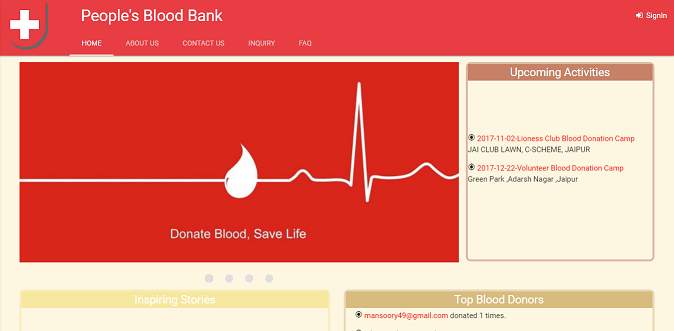 People's Blood Bank
SignIn
HOME ABOUT US CONTACT US INQUIRY FAQ
Donate Blood, Save Life
Upcoming Activities
2017-11-02-Lioness Club Blood Donation Camp
JAI CLUB LAWN, C-SCHEME, JAIPUR
2017-12-22-Volunteer Blood Donation Camp
Green Park ,Adarsh Nagar ,Jaipur
Inspiring Stories
Top Blood Donors
mansoory49@gmail.com donated 1 times.